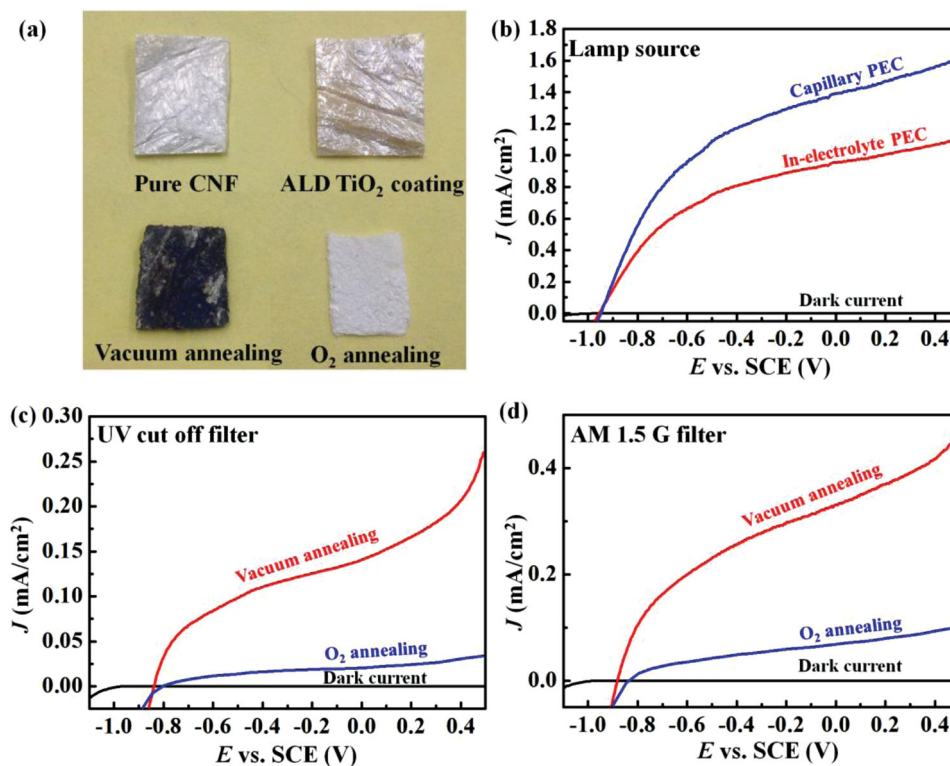 (a)
Pure CNF
ALD TiO₂ coating
Vacuum annealing
O₂ annealing
(b)
Lamp source
Capillary PEC
In-electrolyte PEC
Dark current
1.8
1.6
1.4
1.2
1.0
0.8
0.6
0.4
0.2
0.0
J (mA/cm²)
-1.0 -0.8 -0.6 -0.4 -0.2 0.0 0.2 0.4
E vs. SCE (V)
(c)
UV cut off filter
Vacuum annealing
O₂ annealing
Dark current
0.30
0.25
0.20
0.15
0.10
0.05
0.00
J (mA/cm²)
-1.0 -0.8 -0.6 -0.4 -0.2 0.0 0.2 0.4
E vs. SCE (V)
(d)
AM 1.5 G filter
Vacuum annealing
O₂ annealing
Dark current
0.4
0.2
0.0
J (mA/cm²)
-1.0 -0.8 -0.6 -0.4 -0.2 0.0 0.2 0.4
E vs. SCE (V)